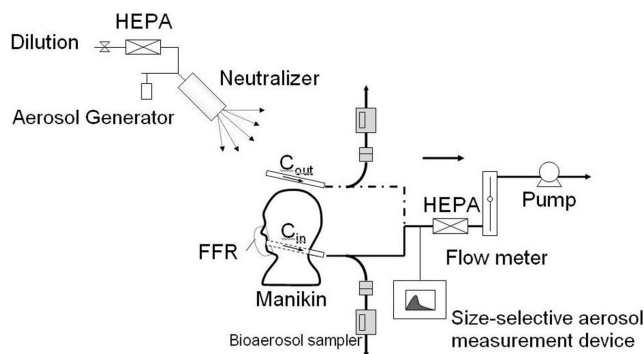 HEPA
Dilution
Neutralizer
Aerosol Generator
Cout
HEPA
Pump
Cin
FFR
Flow meter
Manikin
Size-selective aerosol
measurement device
Bioaerosol sampler